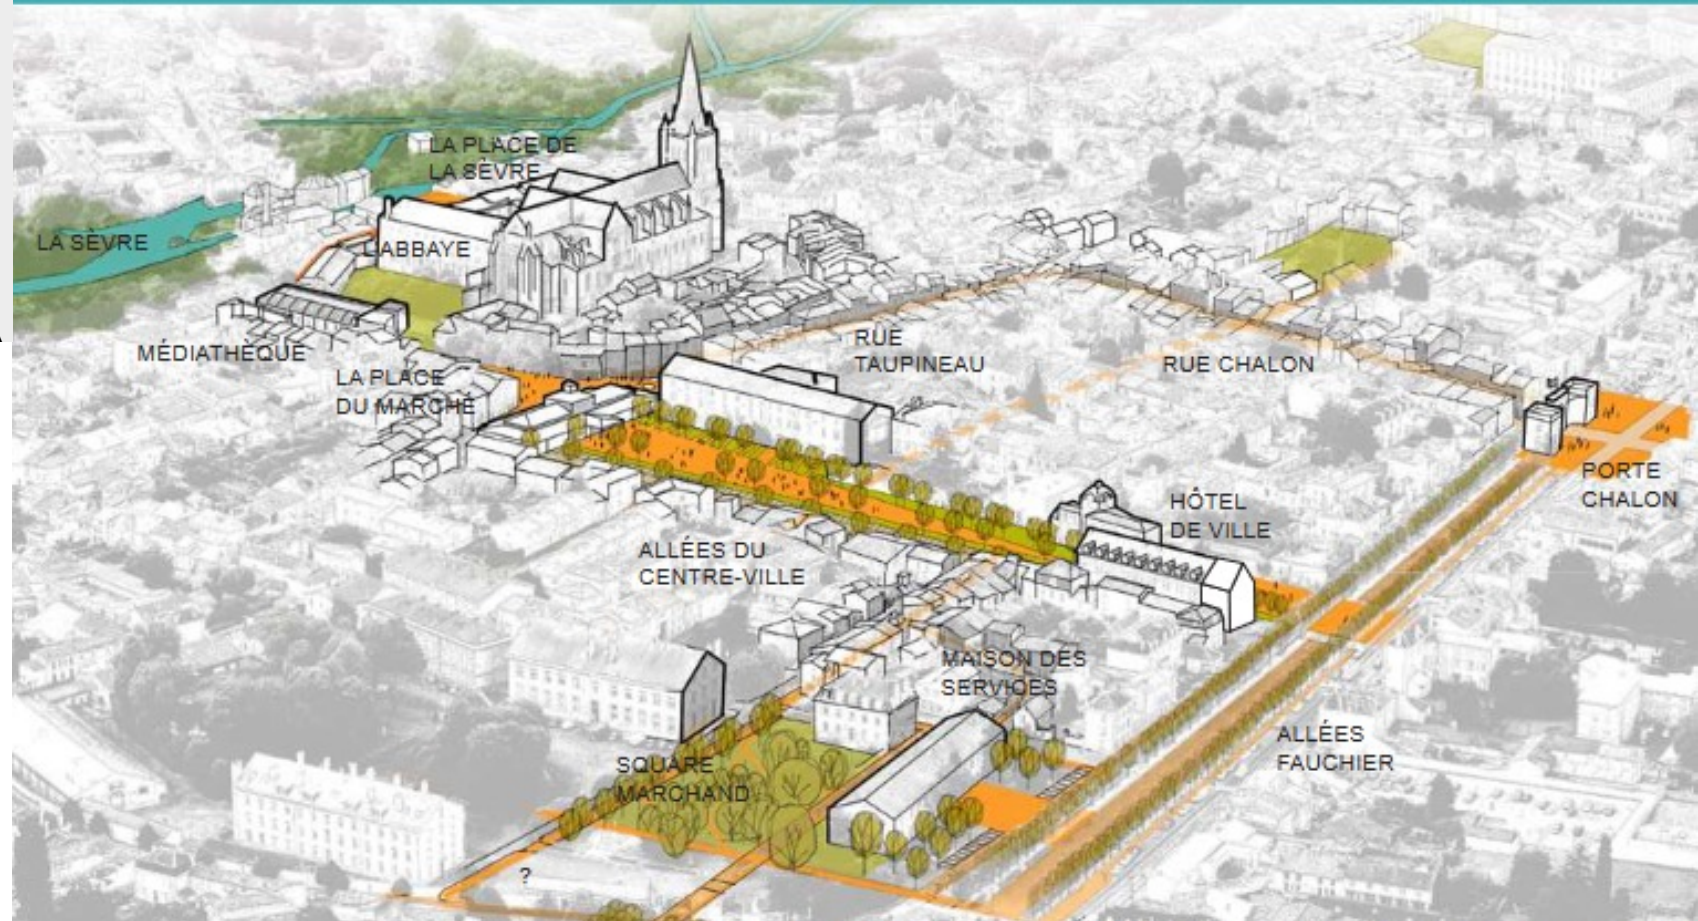 LA PLACE DE
LA SÈVRE
LA SÈVRE
L'ABBAYE
MÉDIATHÈQUE
LA PLACE
DU MARCHÉ
RUE
TAUPINEAU
RUE CHALON
PORTE
CHALON
HÔTEL
DE VILLE
ALLÉES DU
CENTRE-VILLE
MAISON DES
SERVICES
ALLÉES
FAUCHIER
SQUARE
MARCHAND
?